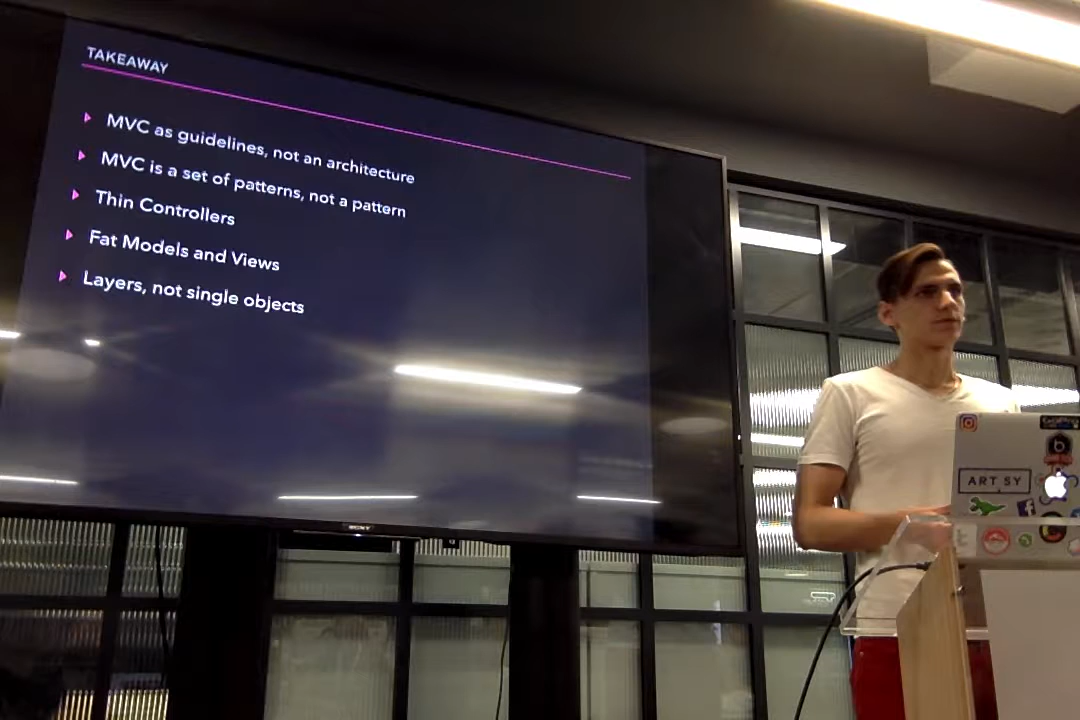 TAKEAWAY
MVC as guidelines, not an architecture
MVC is a set of patterns, not a pattern
Thin Controllers
Fat Models and Views
Layers, not single objects
SONY
ARTSY